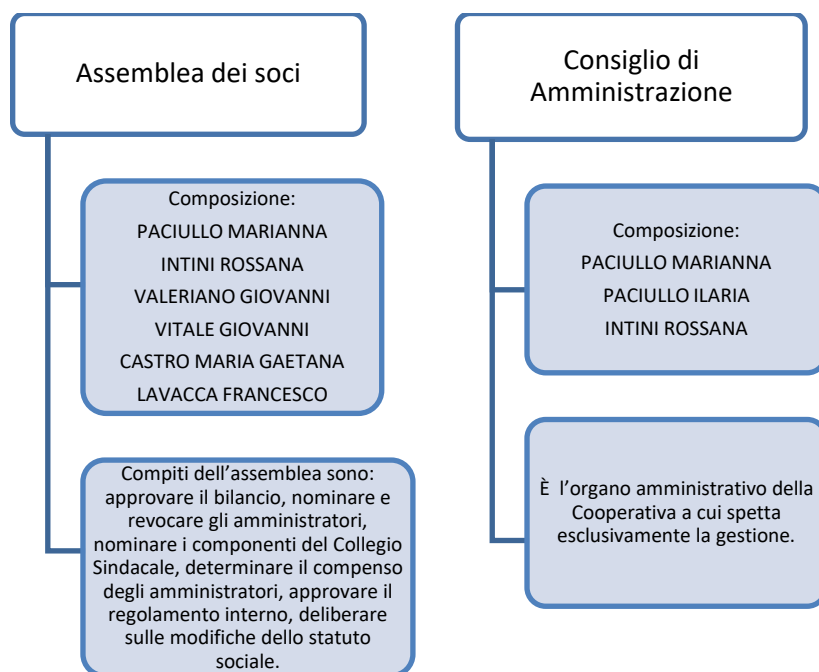 Assemblea dei soci
Composizione:
PACIULLO MARIANNA
INTINI ROSSANA
VALERIANO GIOVANNI
VITALE GIOVANNI
CASTRO MARIA GAETANA
LAVACCA FRANCESCO
Compiti dell’assemblea sono:
approvare il bilancio, nominare e
revocare gli amministratori,
nominare i componenti del Collegio
Sindacale, determinare il compenso
degli amministratori, approvare il
regolamento interno, deliberare
sulle modifiche dello statuto
sociale.
Consiglio di
Amministrazione
Composizione:
PACIULLO MARIANNA
PACIULLO ILARIA
INTINI ROSSANA
È l’organo amministrativo della
Cooperativa a cui spetta
esclusivamente la gestione.